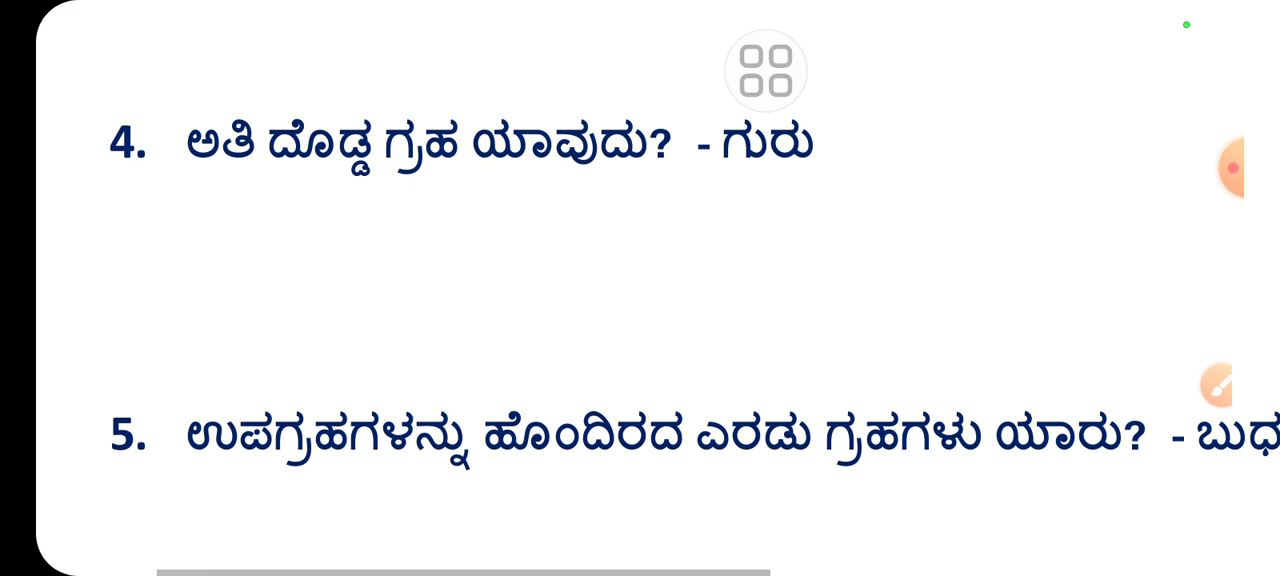 4. ಅತಿ ದೊಡ್ಡ ಗ್ರಹ ಯಾವುದು? - ಗುರು
5. ಉಪಗ್ರಹಗಳನ್ನು ಹೊಂದಿರದ ಎರಡು ಗ್ರಹಗಳು ಯಾರು? - ಬುಧ